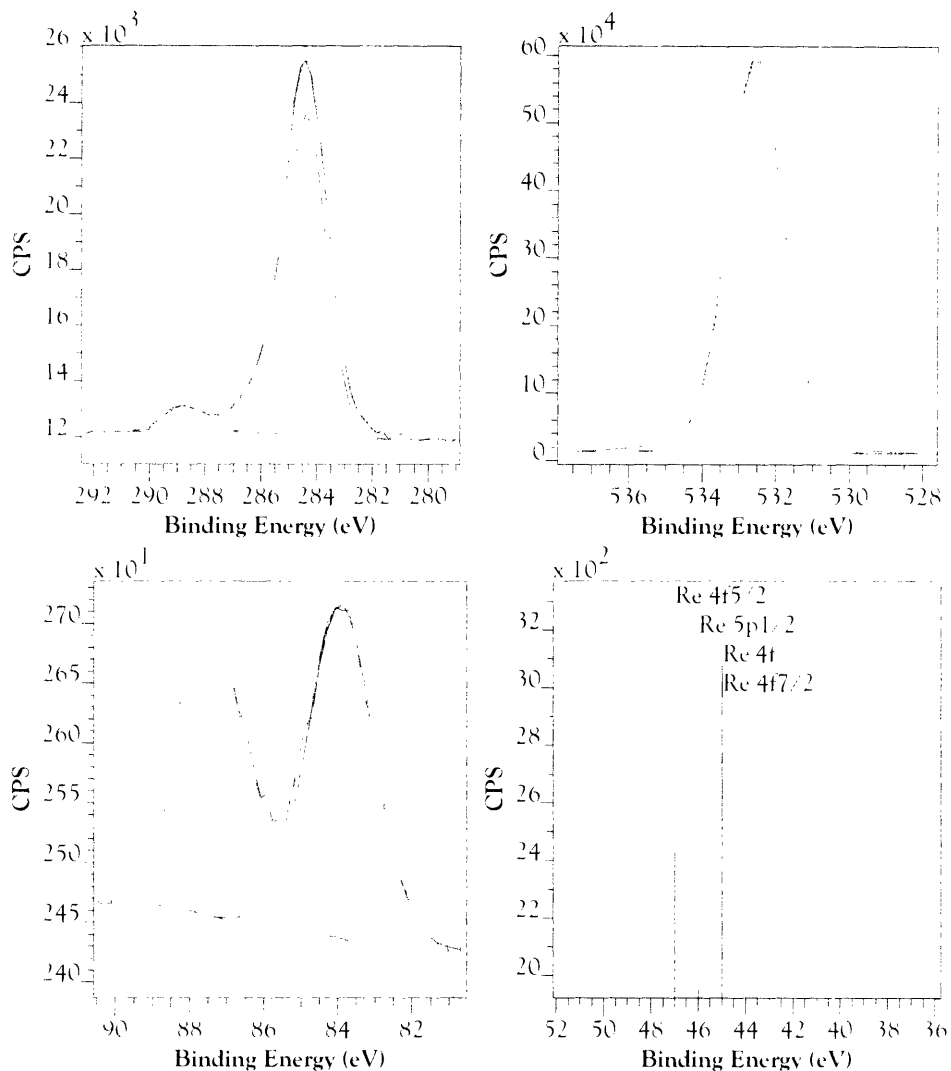 x 10^3
26
24
22
20
18
16
14
12
CPS
292 290 288 286 284 282 280
Binding Energy (eV)
x 10^4
60
50
40
30
20
10
0
CPS
536 534 532 530 528
Binding Energy (eV)
x 10^1
270
265
260
255
250
245
240
CPS
90 88 86 84 82
Binding Energy (eV)
x 10^2
Re 4f5/2
Re 5p1/2
Re 4f
Re 4f7/2
32
30
28
26
24
22
20
CPS
52 50 48 46 44 42 40 38 36
Binding Energy (eV)